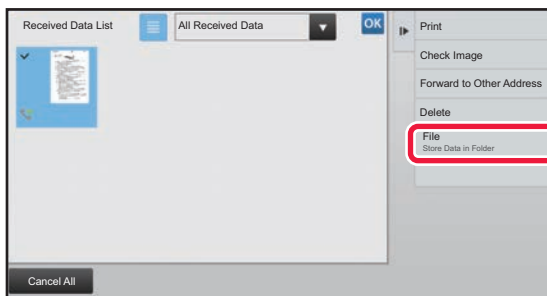 Received Data List
All Received Data
OK
Print
Check Image
Forward to Other Address
Delete
File
Store Data in Folder
Cancel All